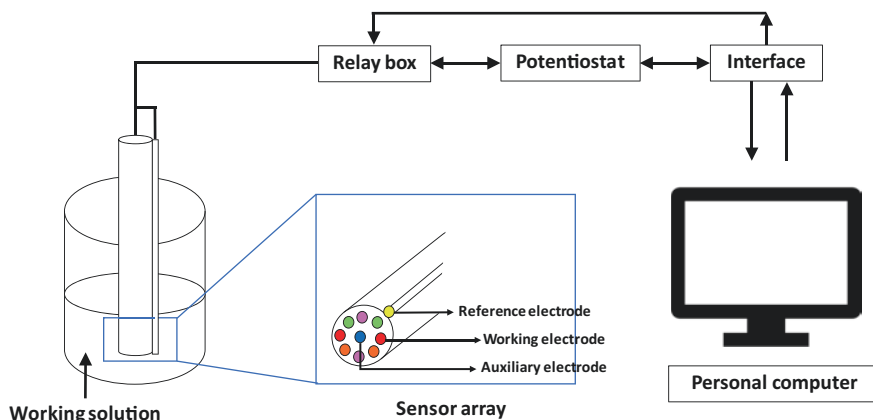 Relay box
Potentiostat
Interface
Reference electrode
Working electrode
Auxiliary electrode
Personal computer
Working solution
Sensor array